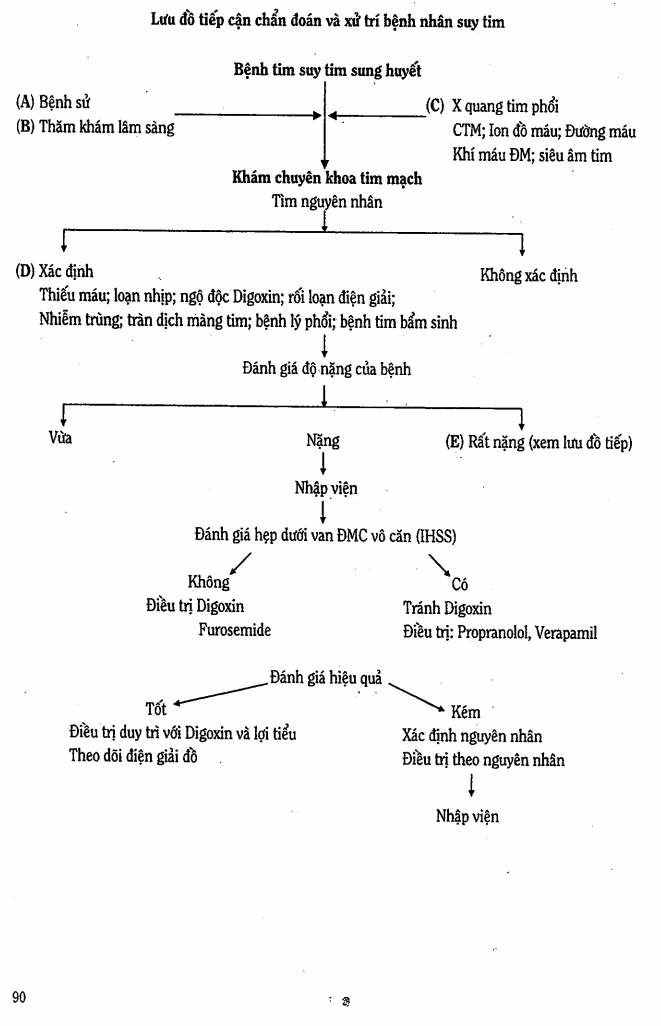 Lưu đồ tiếp cận chẩn đoán và xử trí bệnh nhân suy tim
Bệnh tim suy tim sung huyết
(A) Bệnh sử
(B) Thăm khám lâm sàng
(C) X quang tim phổi
CTM; Ion đồ máu; Đường máu
Khí máu ĐM; siêu âm tim
Khám chuyên khoa tim mạch
Tìm nguyên nhân
(D) Xác định
Thiếu máu; loạn nhịp; ngộ độc Digoxin; rối loạn điện giải;
Nhiễm trùng; tràn dịch màng tim; bệnh lý phổi; bệnh tim bẩm sinh
Không xác định
Đánh giá độ nặng của bệnh
Vừa
Nặng
(E) Rất nặng (xem lưu đồ tiếp)
Nhập viện
Đánh giá hẹp dưới van ĐMC vô căn (IHSS)
Không
Điều trị Digoxin
Furosemide
Có
Tránh Digoxin
Điều trị: Propranolol, Verapamil
Đánh giá hiệu quả
Tốt
Điều trị duy trì với Digoxin và lợi tiểu
Theo dõi điện giải đồ
Kém
Xác định nguyên nhân
Điều trị theo nguyên nhân
Nhập viện
90